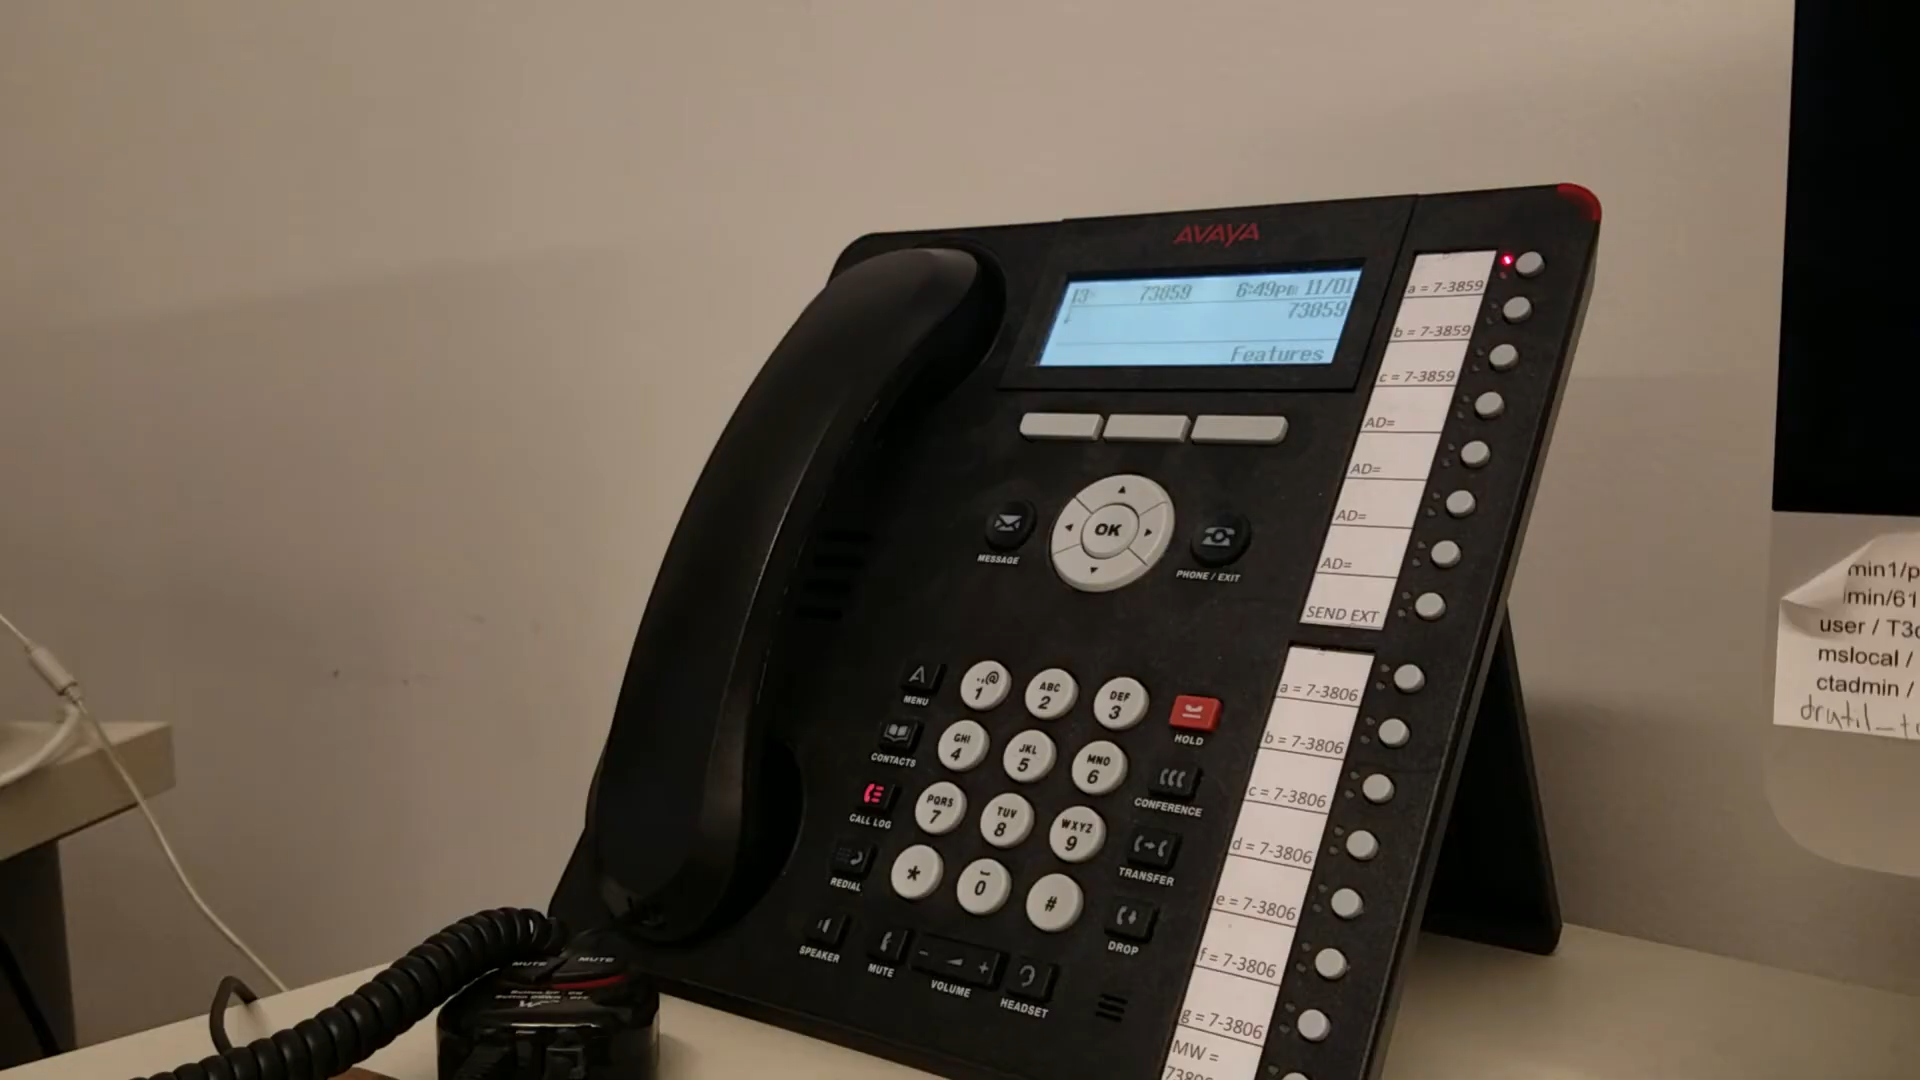 AVAYA
13 73859 6:49pm 11/01
73859
Features
a = 7-3859
b = 7-3859
c = 7-3859
AD=
AD=
AD=
AD=
SEND EXT
MESSAGE
OK
PHONE / EXIT
A
MENU
CONTACTS
CALL LOG
REDIAL
SPEAKER
MUTE
- +
VOLUME
HEADSET
.,@ 1
ABC 2
DEF 3
GHI 4
JKL 5
MNO 6
PQRS 7
TUV 8
WXYZ 9
*
0
#
HOLD
CONFERENCE
TRANSFER
DROP
a = 7-3806
b = 7-3806
c = 7-3806
d = 7-3806
e = 7-3806
f = 7-3806
g = 7-3806
MW =
MUTE MUTE
min1/p
min/61
user / T3
mslocal /
ctadmin /
drutil-t